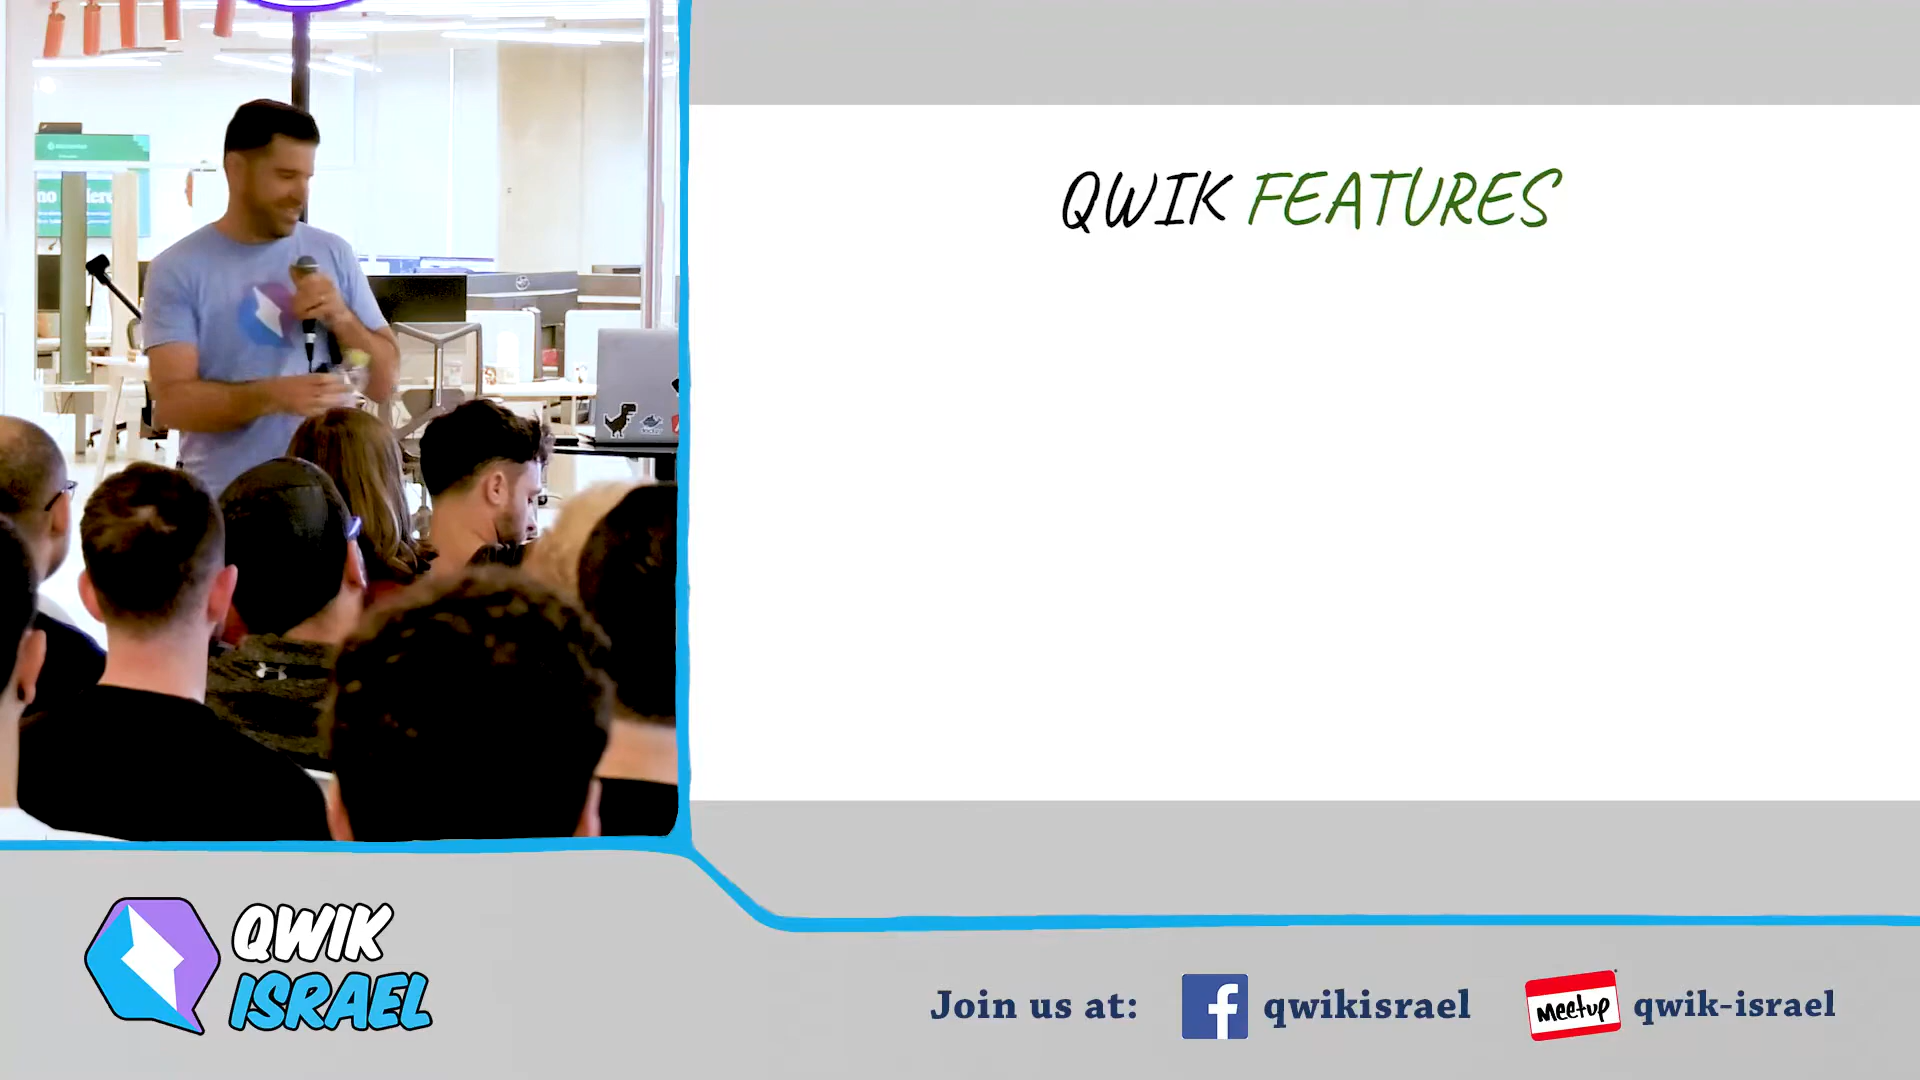 QWIK FEATURES
QWIK
ISRAEL
Join us at:
qwikisrael
Meetup
qwik-israel